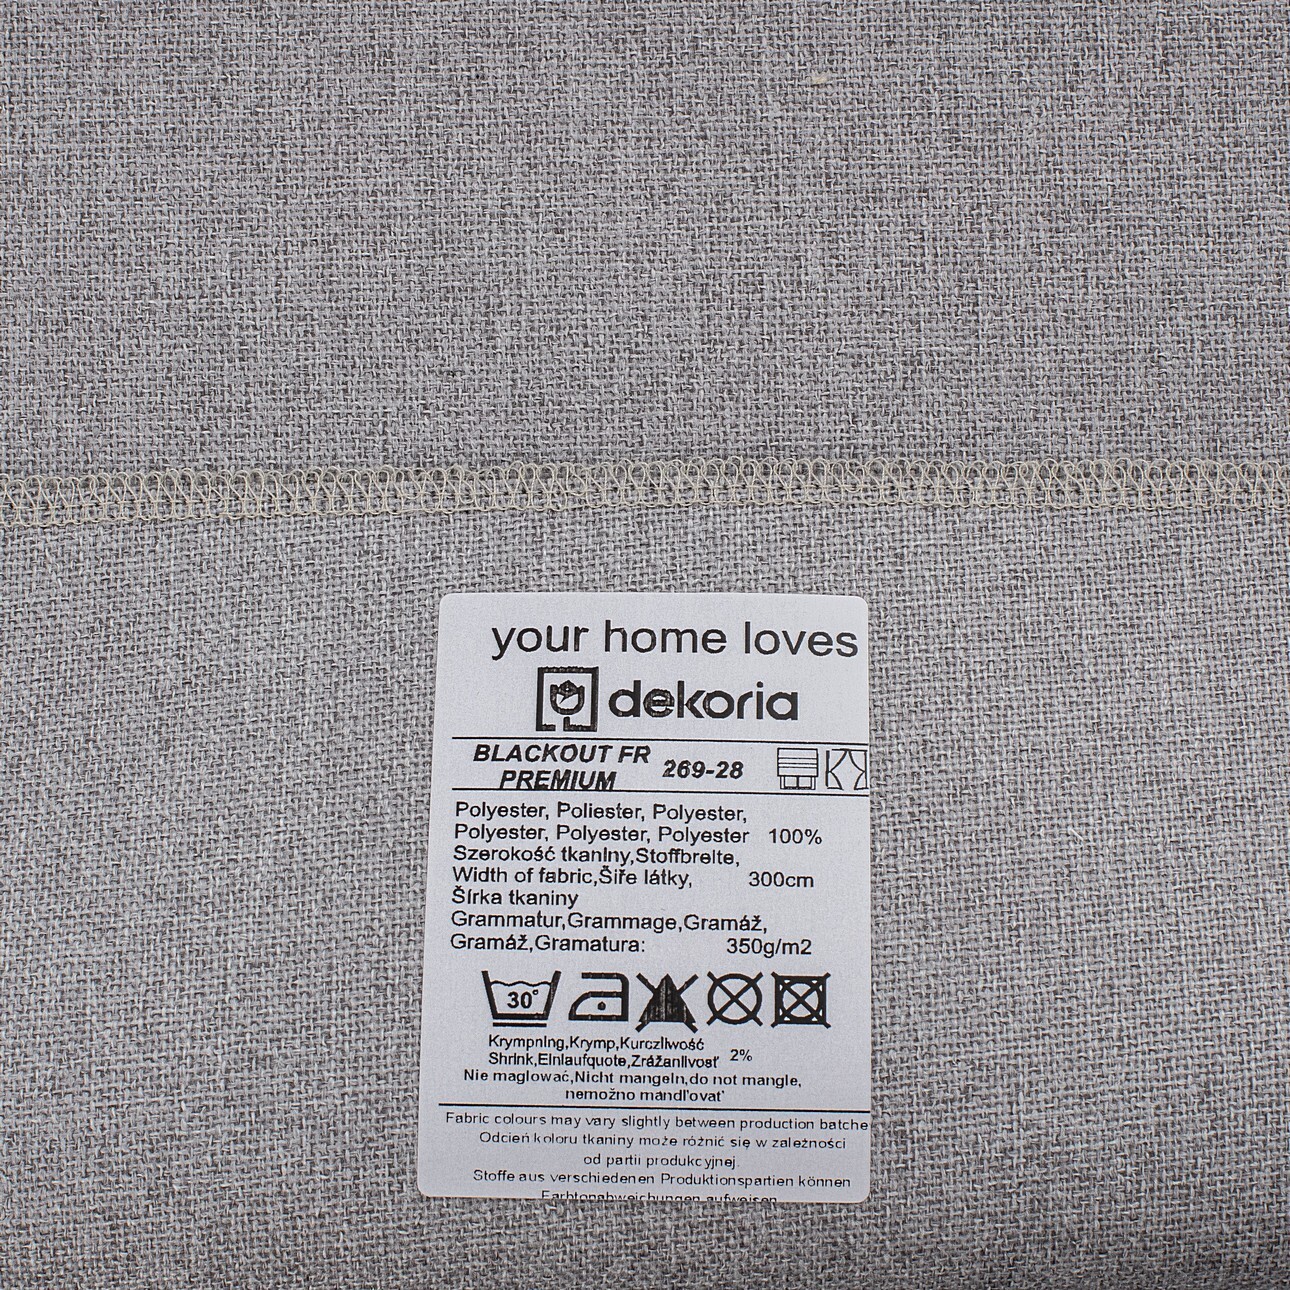 your home loves
dekoria
BLACKOUT FR
PREMIUM
269-28
Polyester, Poliester, Polyester,
Polyester, Polyester, Polyester 100%
Szerokość tkaniny,Stoffbreite,
Width of fabric,Šíře látky, 300cm
Šírka tkaniny
Grammatur,Grammage,Gramáž,
Gramáž,Gramatura: 350g/m2
30°
Krympning,Krymp,Kurczliwość
Shrink,Einlaufquote,Zrážanlivosť 2%
Nie maglować,Nicht mangeln,do not mangle,
nemožno mandľovať
Fabric colours may vary slightly between production batche
Odcień koloru tkaniny może różnić się w zależności
od partii produkcyjnej.
Stoffe aus verschiedenen Produktionspartien können
Farbtonabweichungen aufweisen